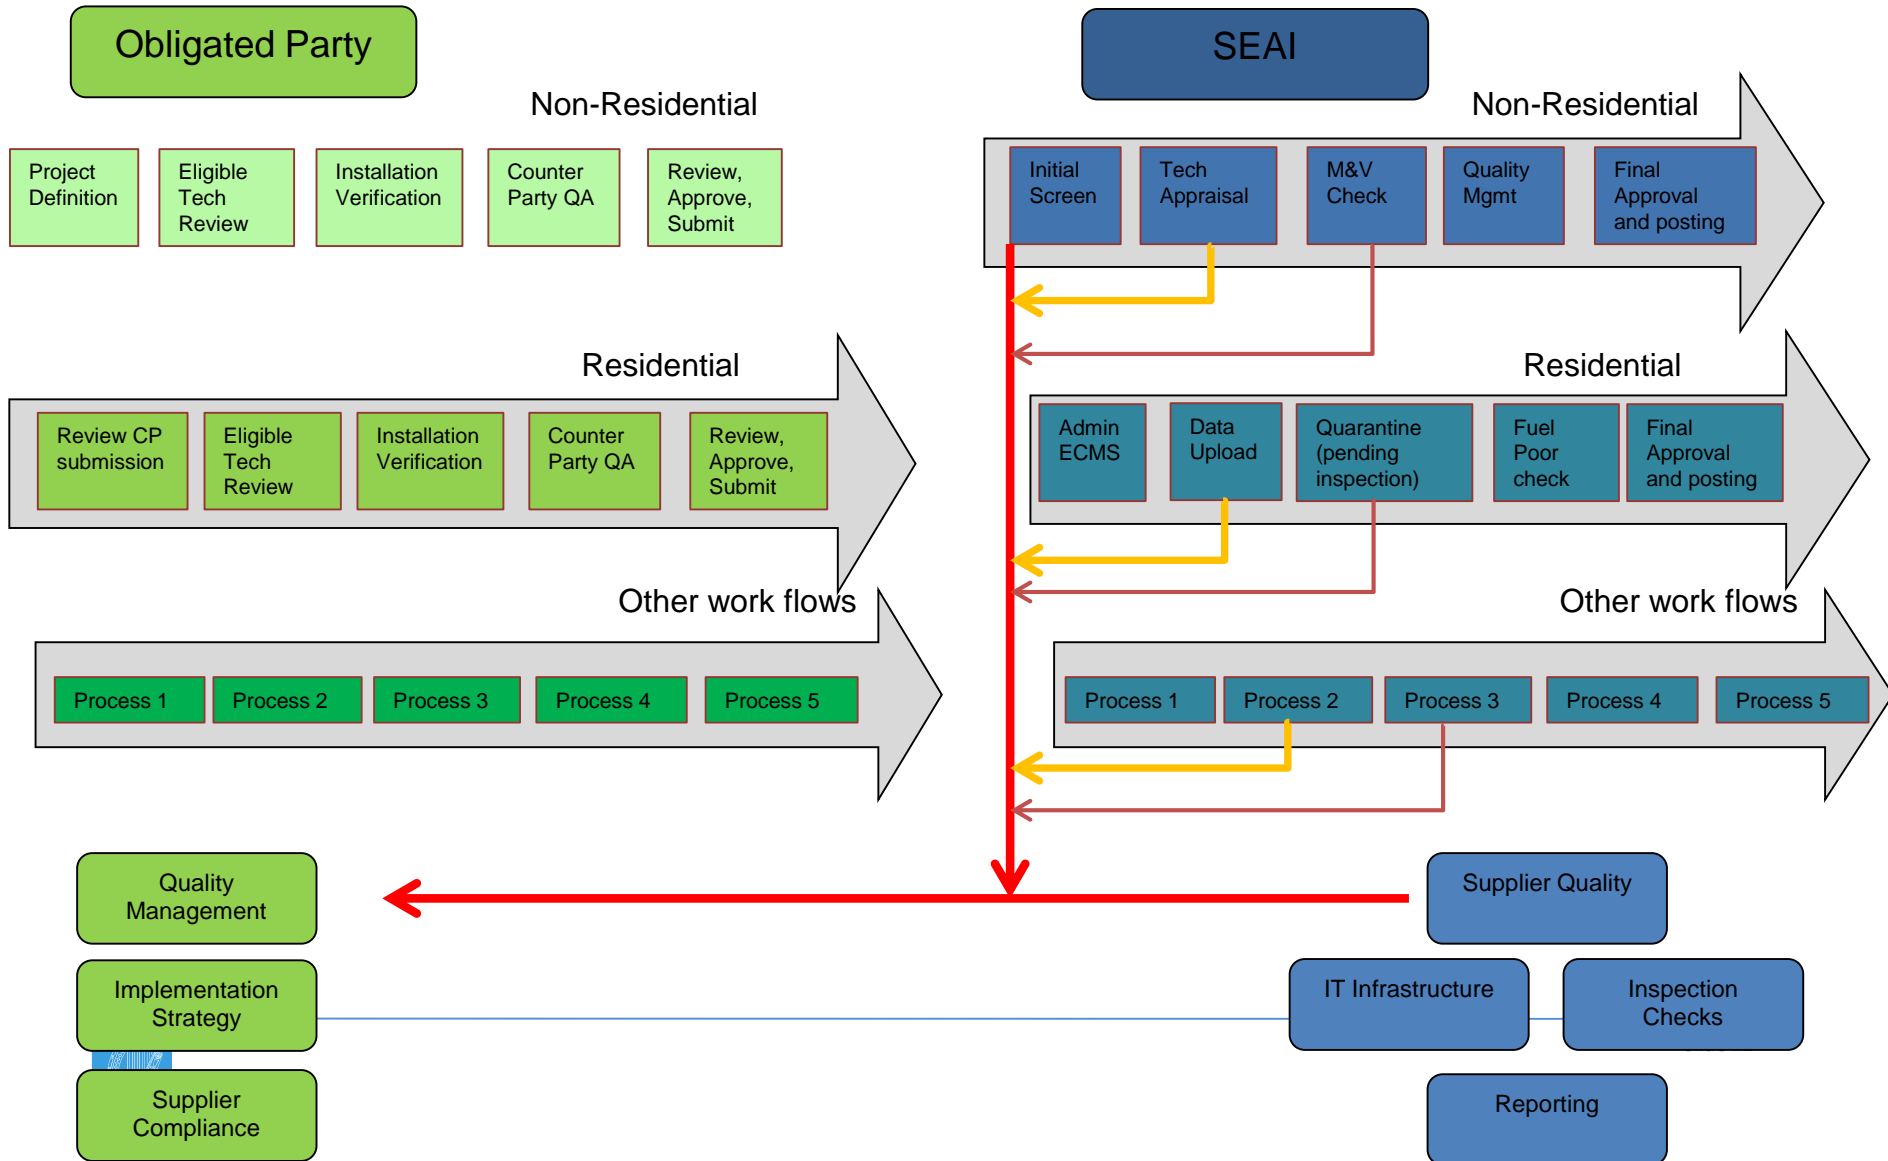 Obligated Party
SEAI
Non-Residential
Non-Residential
Project
Definition
Eligible
Tech
Review
Installation
Verification
Counter
Party QA
Review,
Approve,
Submit
Initial
Screen
Tech
Appraisal
M&V
Check
Quality
Mgmt
Final
Approval
and posting
Residential
Residential
Review CP
submission
Eligible
Tech
Review
Installation
Verification
Counter
Party QA
Review,
Approve,
Submit
Admin
ECMS
Data
Upload
Quarantine
(pending
inspection)
Fuel
Poor
check
Final
Approval
and posting
Other work flows
Other work flows
Process 1
Process 2
Process 3
Process 4
Process 5
Process 1
Process 2
Process 3
Process 4
Process 5
Quality
Management
Supplier Quality
Implementation
Strategy
IT Infrastructure
Inspection
Checks
Supplier
Compliance
Reporting